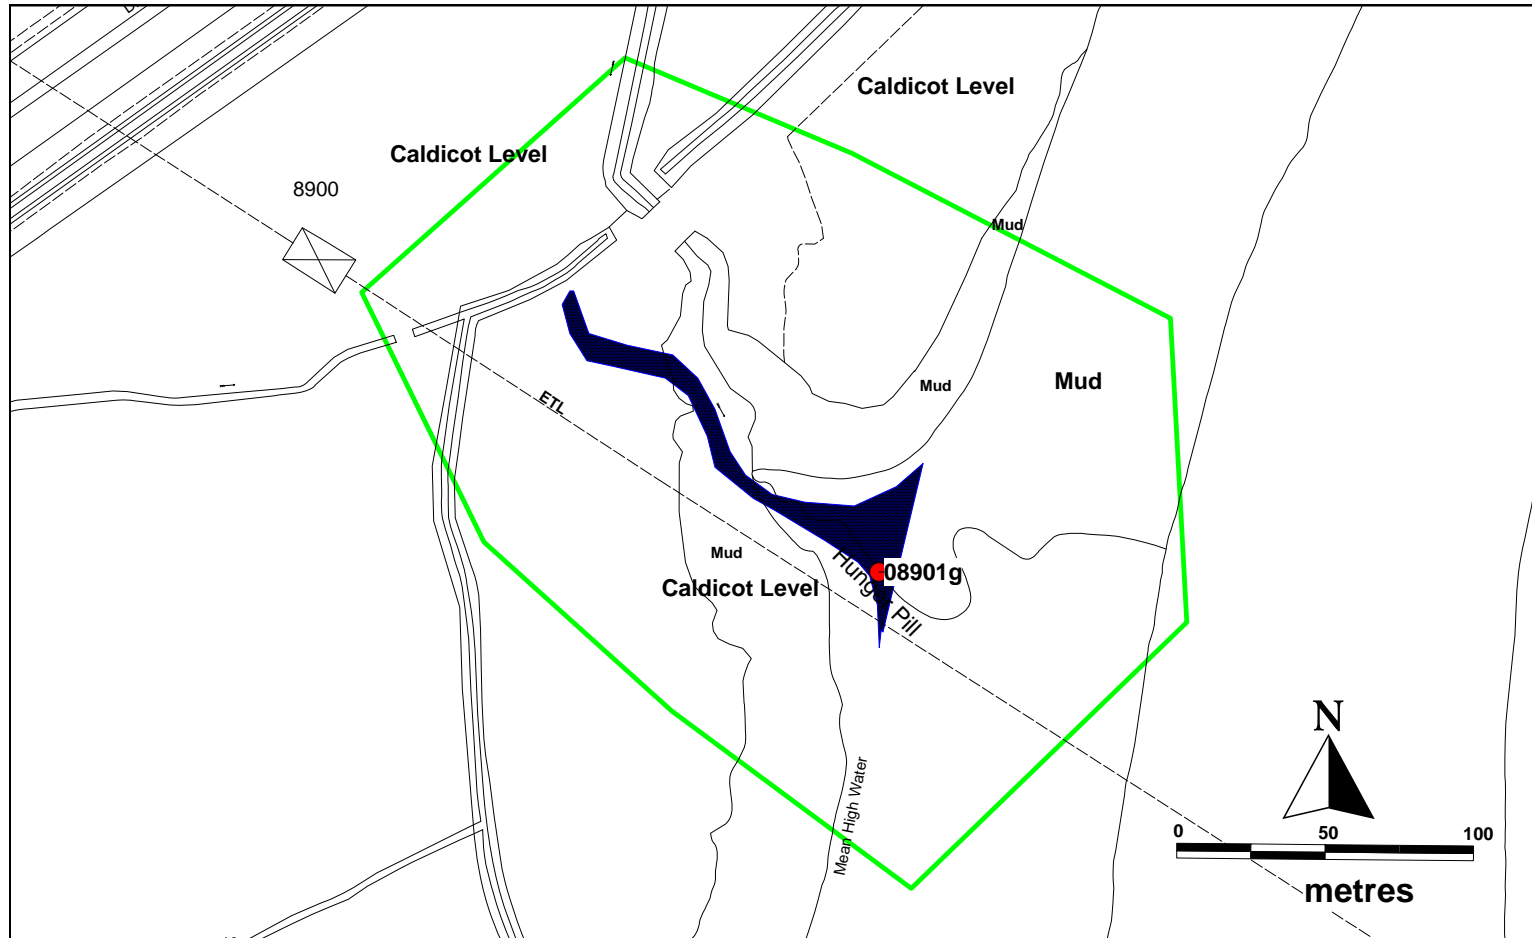 Caldicot Level
Caldicot Level
8900
Mud
Mud
Mud
ETL
Mud
08901g
Caldicot Level
Hunger Pill
Mean High Water
N
0 50 100
metres